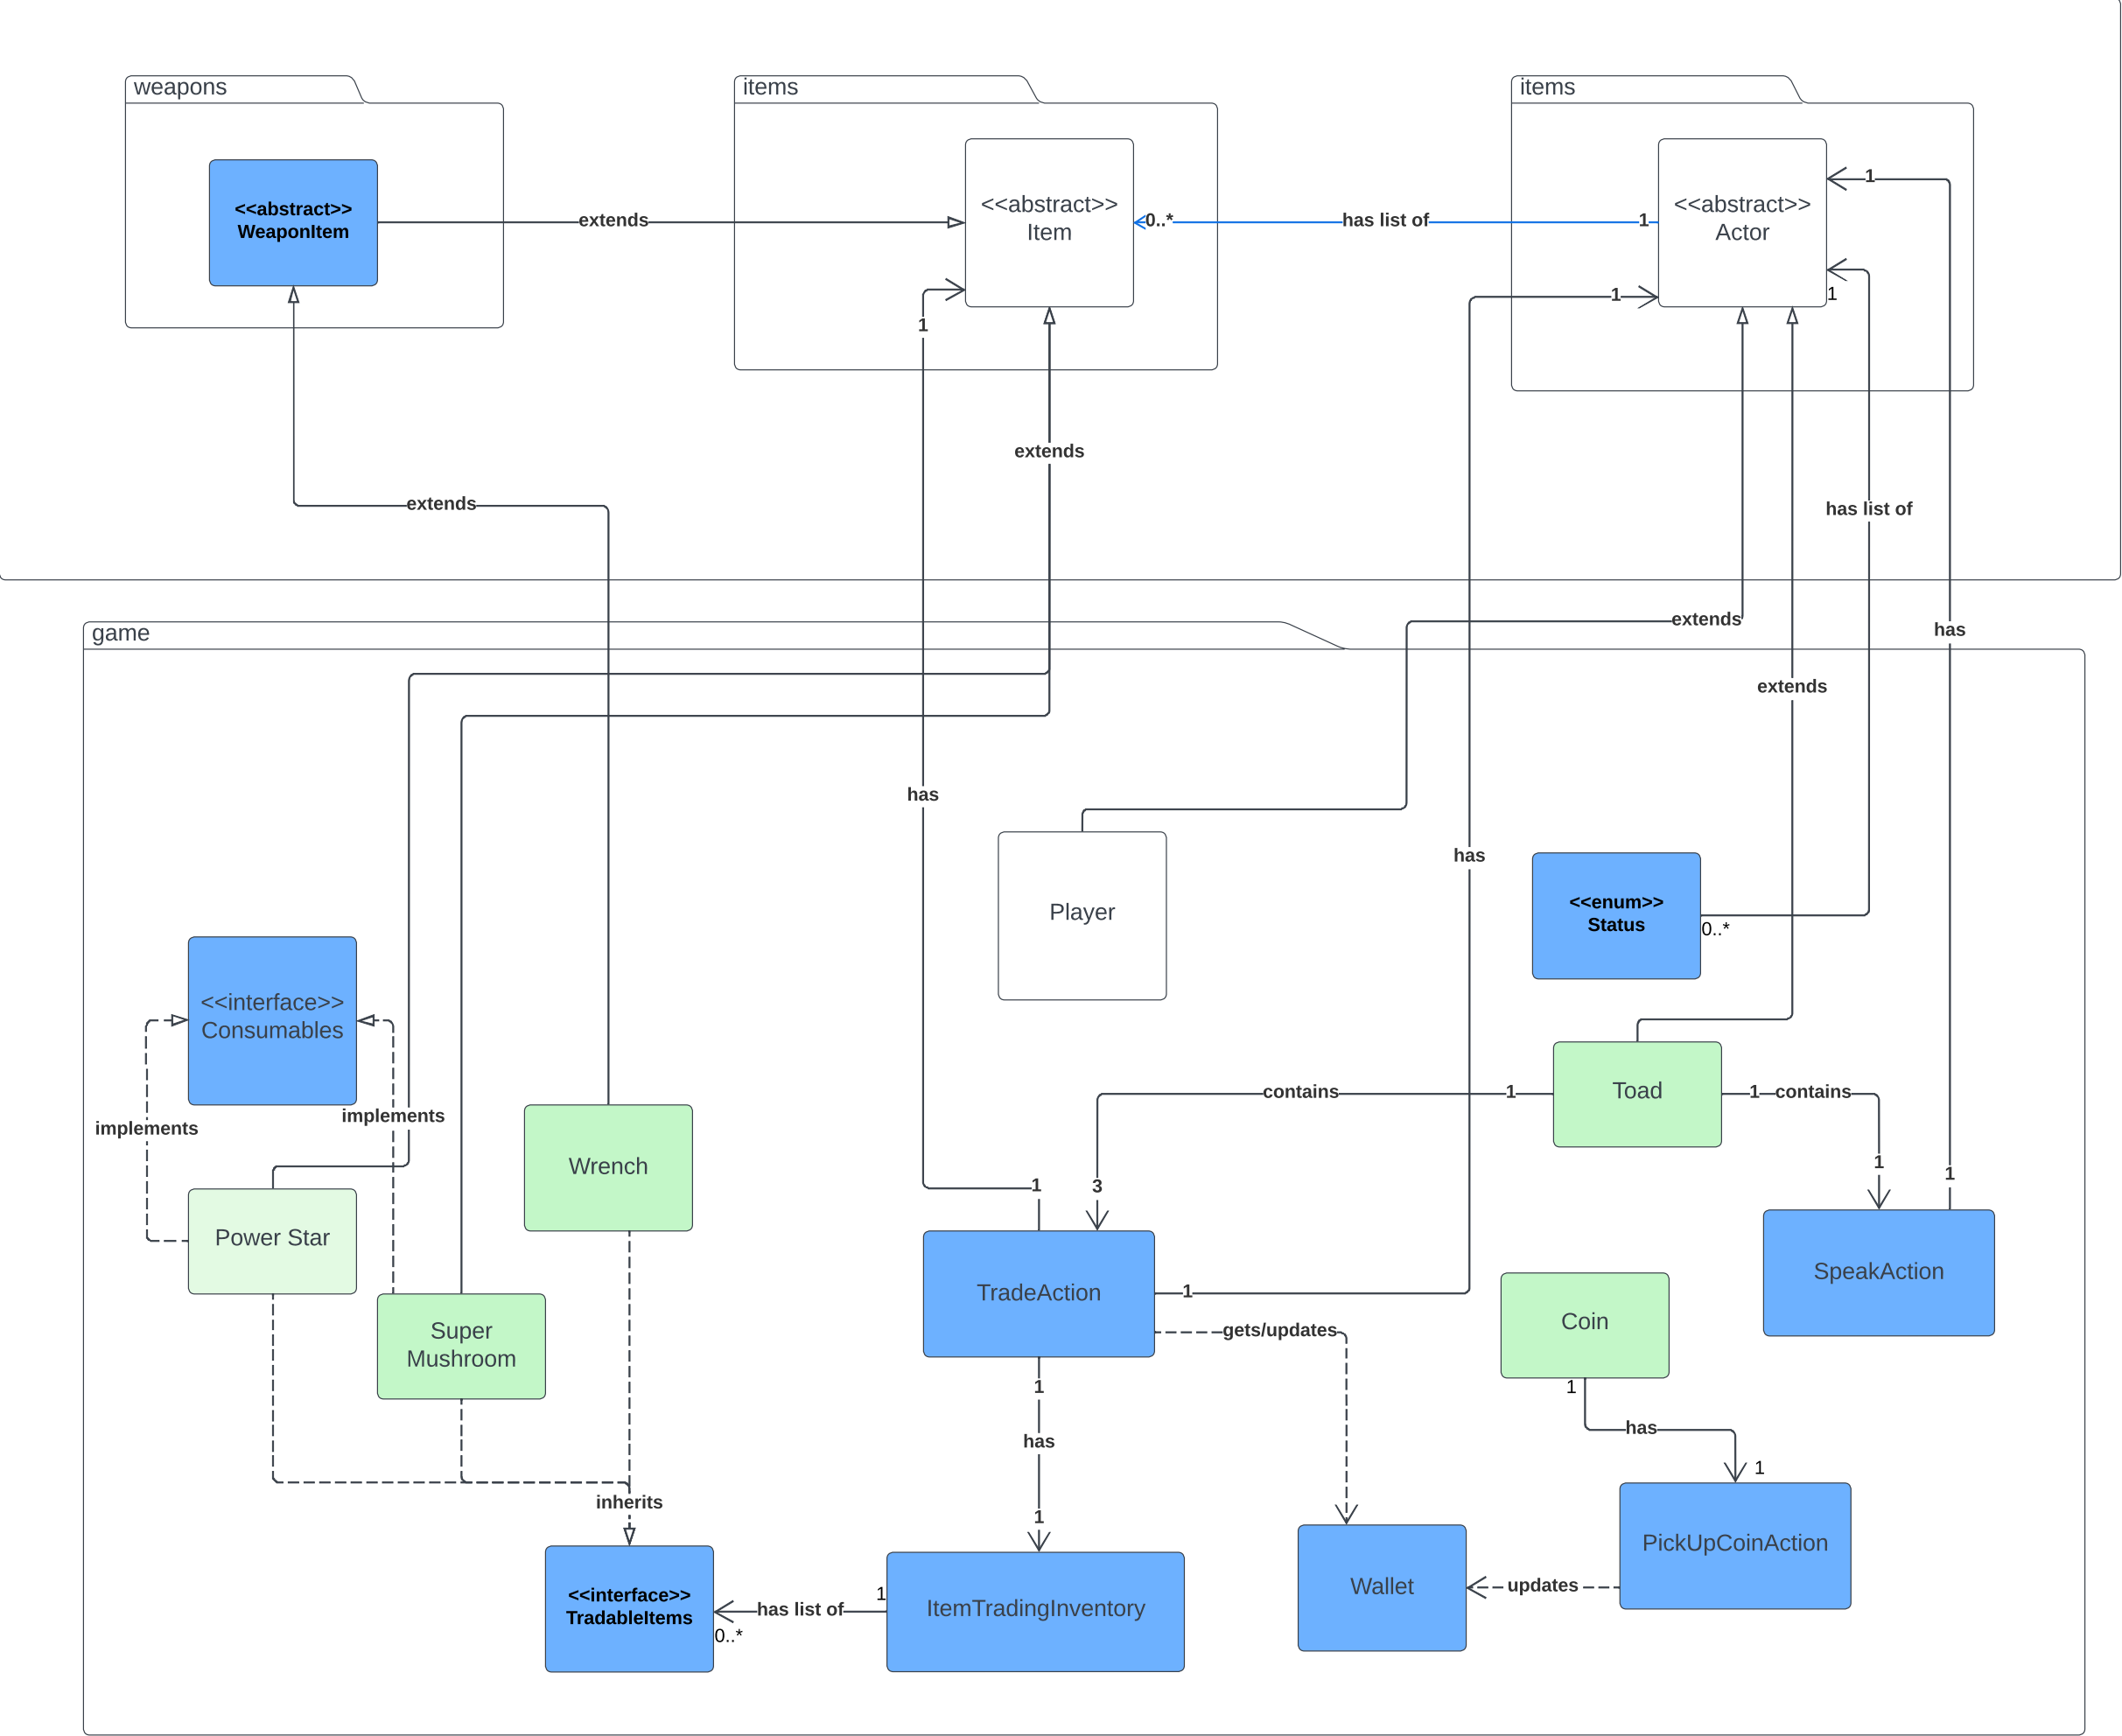 weapons
items
items
<<abstract>>
WeaponItem
extends
<<abstract>>
Item
0..*
has list of
1
<<abstract>>
Actor
1
1
1
1
extends
extends
has list of
game
extends
has
extends
has
has
Player
<<enum>>
Status
0..*
<<interface>>
Consumables
implements
implements
Wrench
contains
1
Toad
1
contains
1
3
1
1
Power Star
TradeAction
1
SpeakAction
Super
Mushroom
Coin
gets/updates
1
1
has
has
1
inherits
1
PickUpCoinAction
<<interface>>
TradableItems
1
has list of
0..*
ItemTradingInventory
Wallet
updates